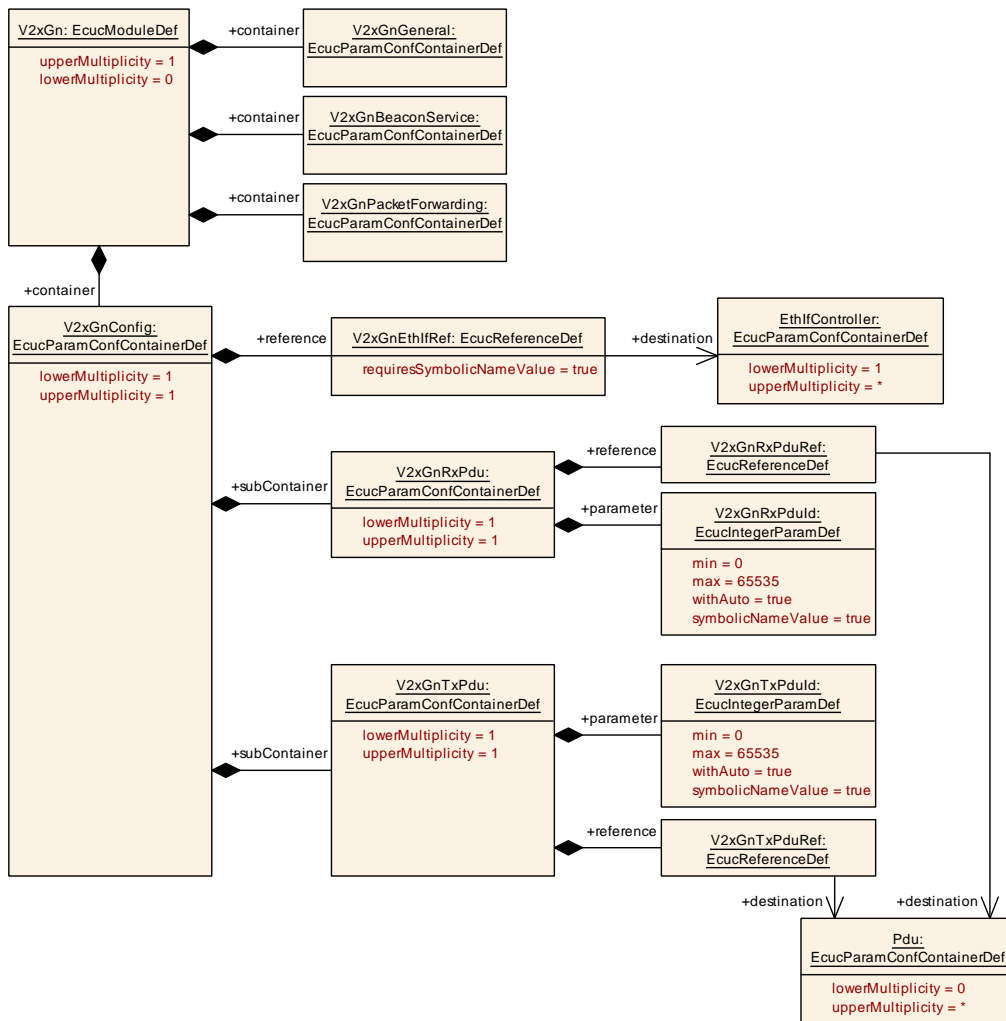 V2xGn: EcucModuleDef
upperMultiplicity = 1
lowerMultiplicity = 0
+container
V2xGnGeneral:
EcucParamConfContainerDef
+container
V2xGnBeaconService:
EcucParamConfContainerDef
+container
V2xGnPacketForwarding:
EcucParamConfContainerDef
+container
V2xGnConfig:
EcucParamConfContainerDef
lowerMultiplicity = 1
upperMultiplicity = 1
+reference
V2xGnEthIfRef: EcucReferenceDef
requiresSymbolicNameValue = true
+destination
EthIfController:
EcucParamConfContainerDef
lowerMultiplicity = 1
upperMultiplicity = *
+subContainer
V2xGnRxPdu:
EcucParamConfContainerDef
lowerMultiplicity = 1
upperMultiplicity = 1
+reference
V2xGnRxPduRef:
EcucReferenceDef
+parameter
V2xGnRxPduId:
EcucIntegerParamDef
min = 0
max = 65535
withAuto = true
symbolicNameValue = true
+subContainer
V2xGnTxPdu:
EcucParamConfContainerDef
lowerMultiplicity = 1
upperMultiplicity = 1
+parameter
V2xGnTxPduId:
EcucIntegerParamDef
min = 0
max = 65535
withAuto = true
symbolicNameValue = true
+reference
V2xGnTxPduRef:
EcucReferenceDef
+destination
+destination
Pdu:
EcucParamConfContainerDef
lowerMultiplicity = 0
upperMultiplicity = *